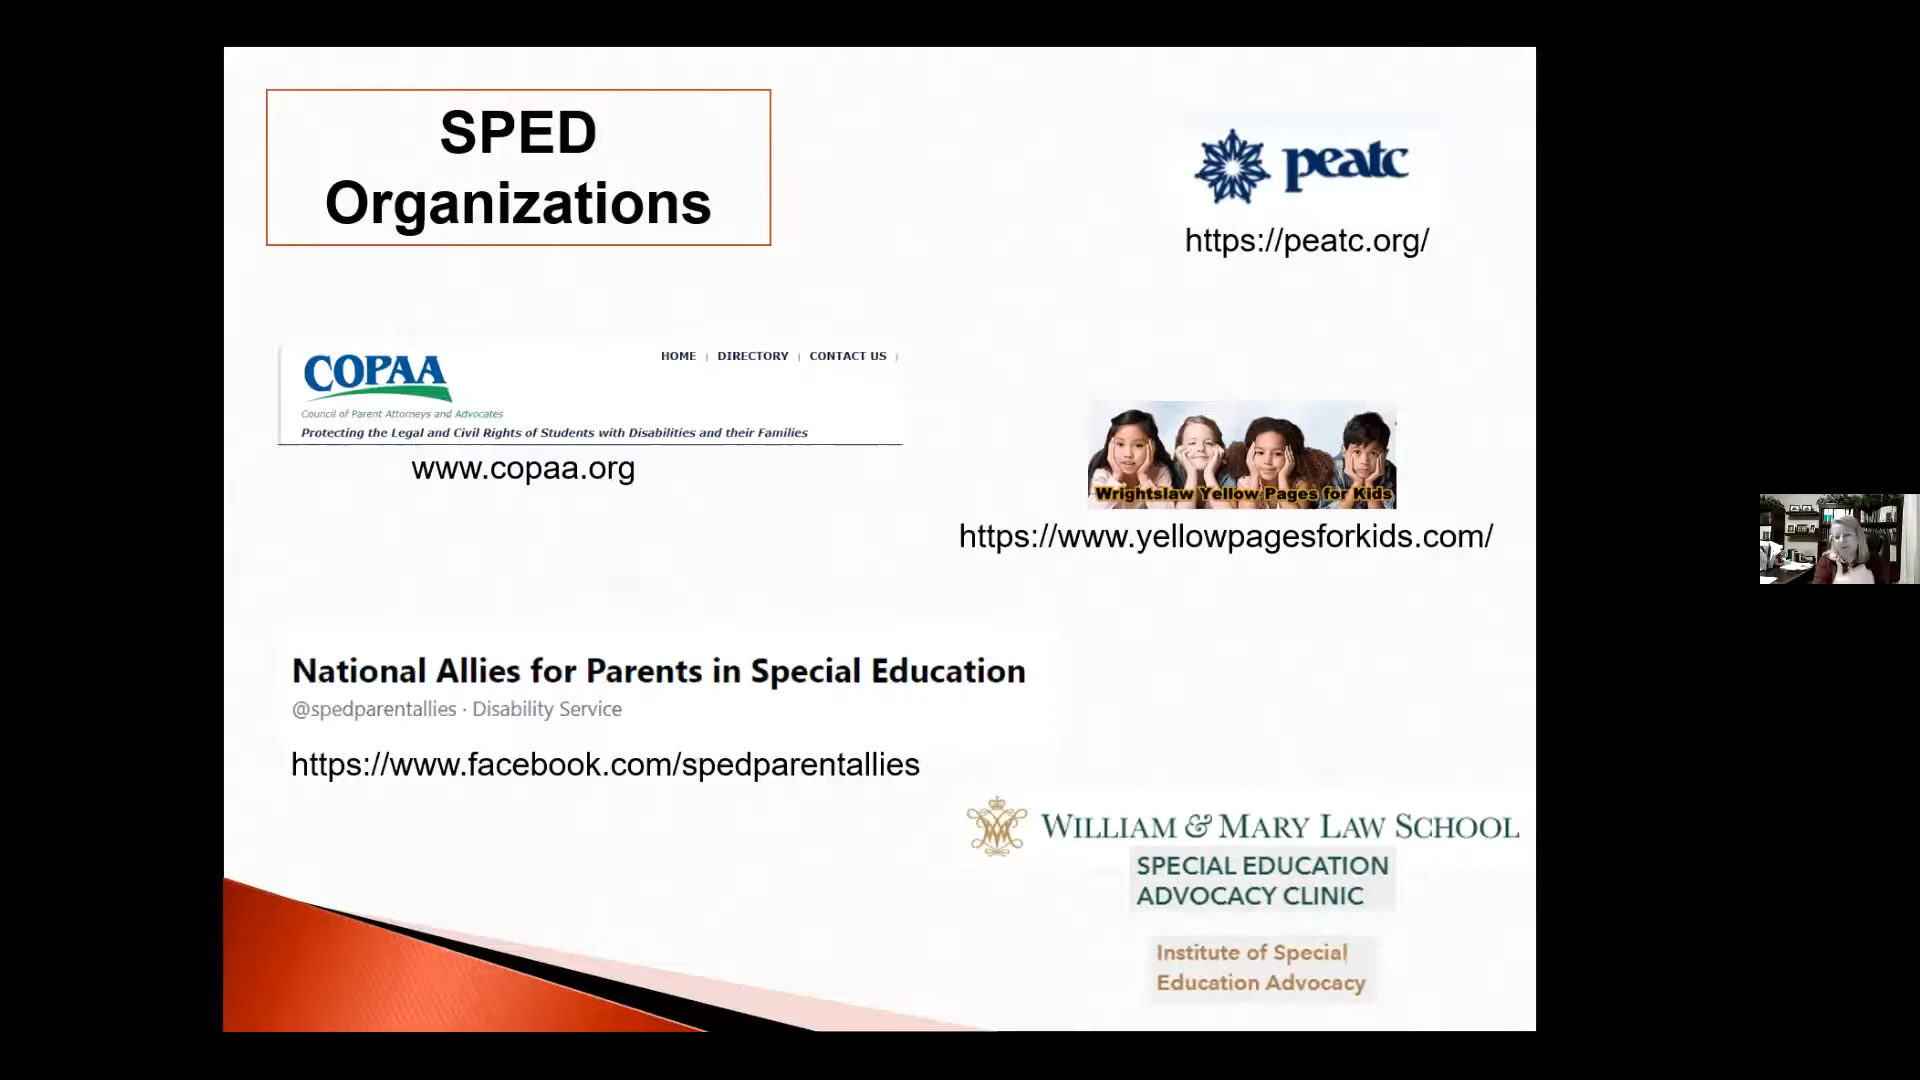 SPED
Organizations
peatc
https://peatc.org/
HOME | DIRECTORY | CONTACT US |
COPAA
Council of Parent Attorneys and Advocates
Protecting the Legal and Civil Rights of Students with Disabilities and their Families
www.copaa.org
Wrightslaw Yellow Pages for Kids
https://www.yellowpagesforkids.com/
National Allies for Parents in Special Education
@spedparentallies · Disability Service
https://www.facebook.com/spedparentallies
WILLIAM & MARY LAW SCHOOL
SPECIAL EDUCATION
ADVOCACY CLINIC
Institute of Special
Education Advocacy